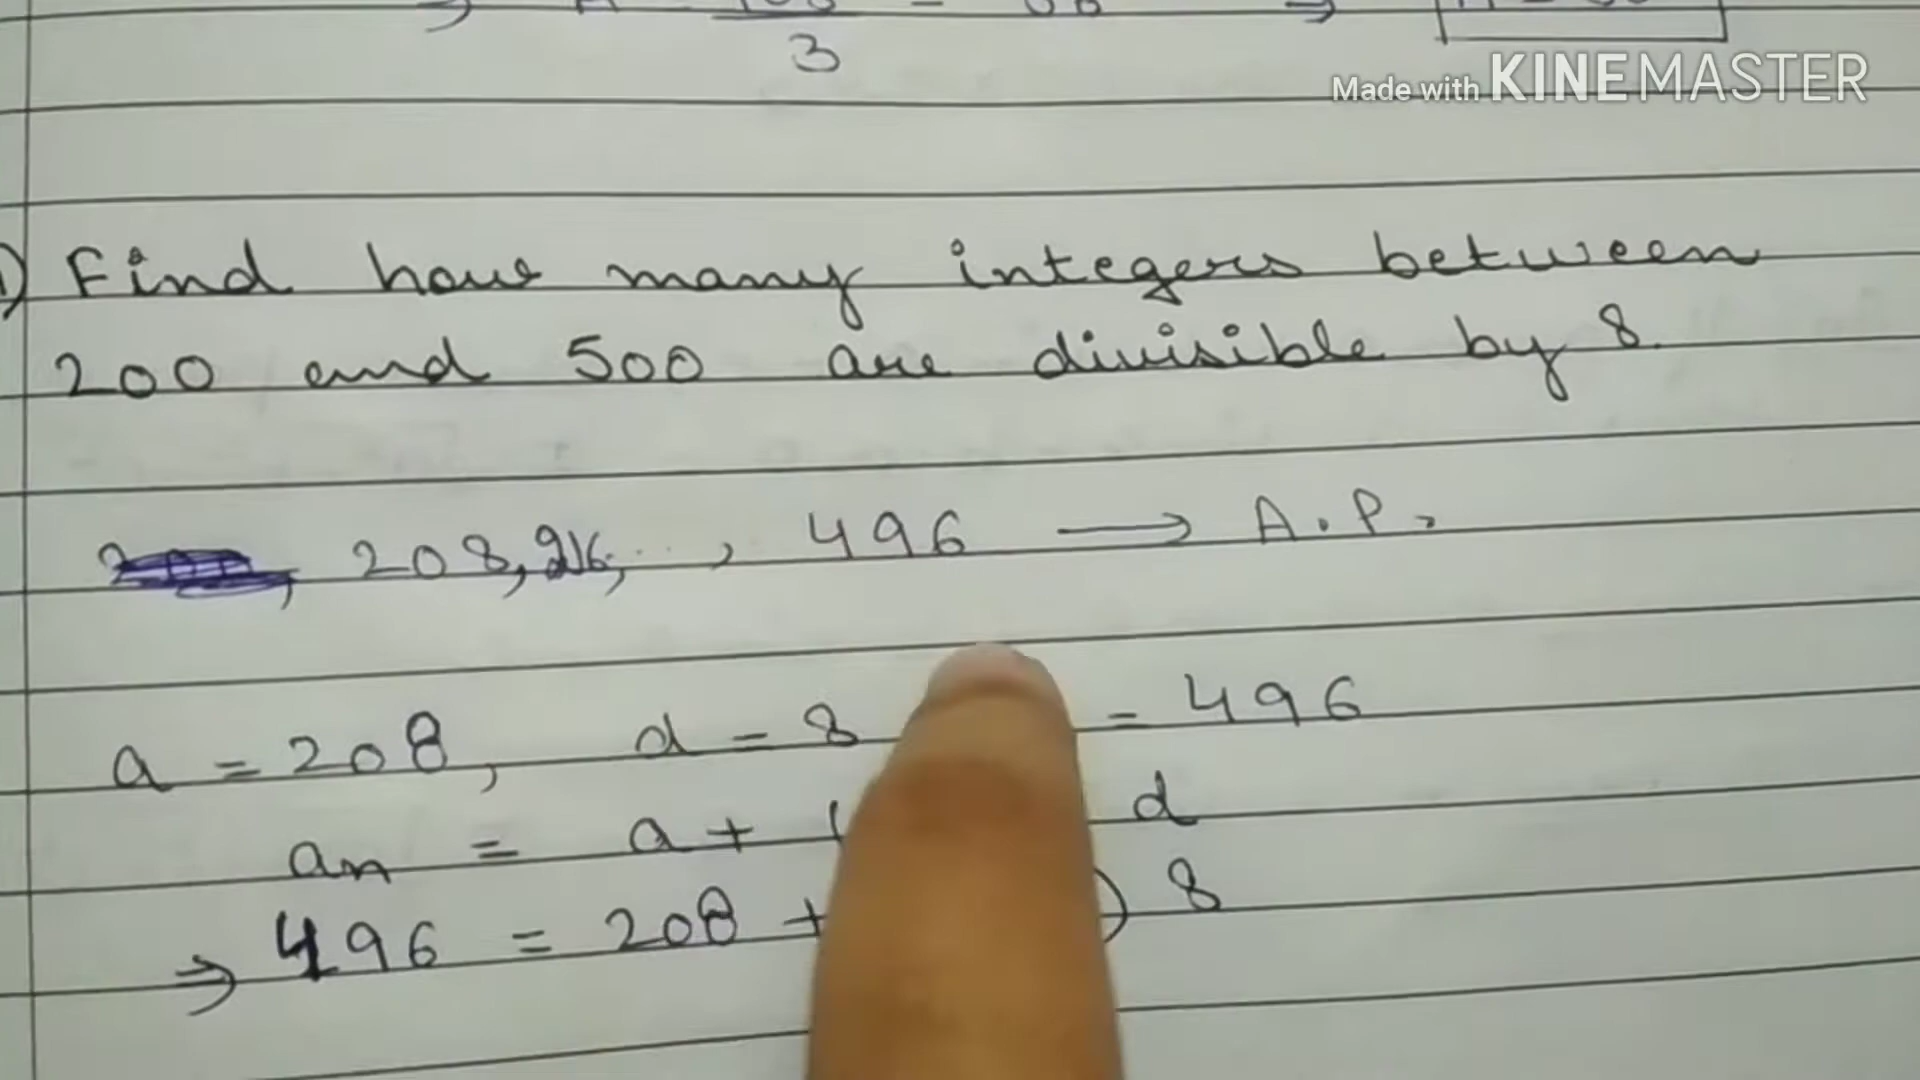 3
Made with KINEMASTER
Find how many integers between
200 and 500 are divisible by 8.
, 208, 216, ... , 496 → A.P.
a = 208, d = 8 = 496
an = a + ( d
⇒ 496 = 208 + ) 8